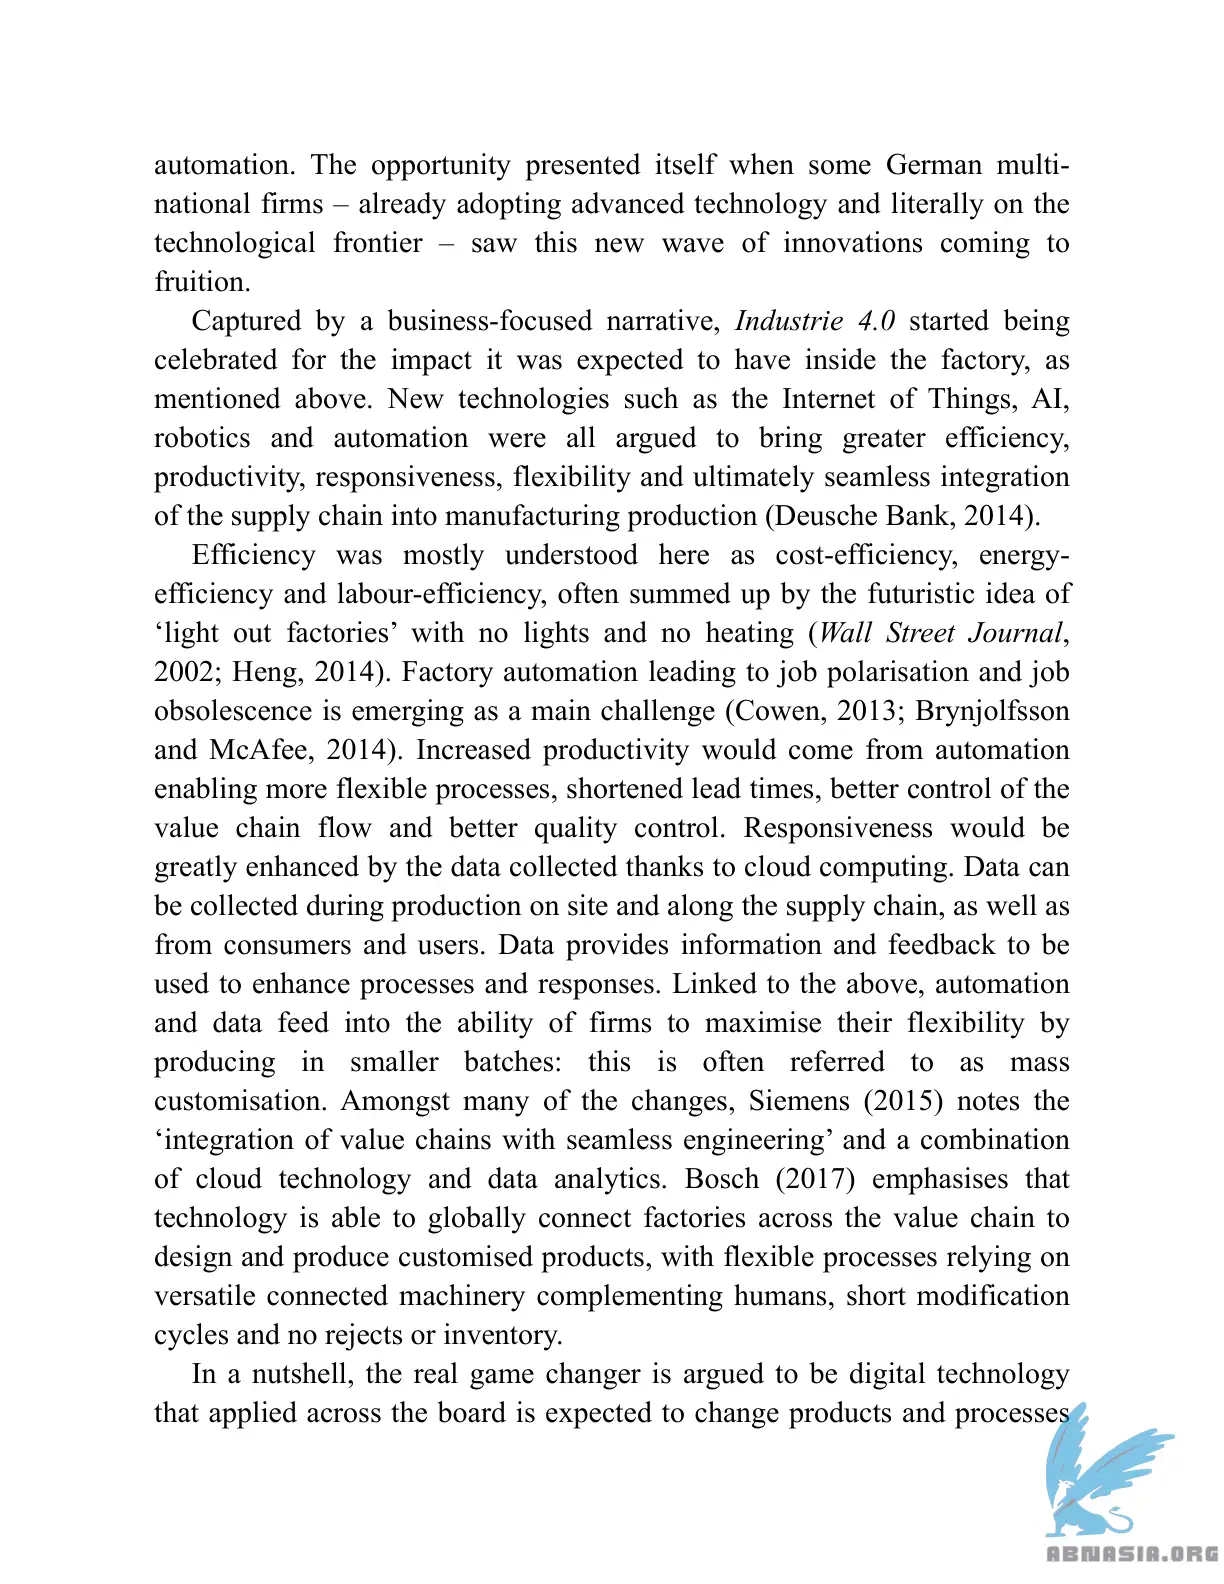 automation. The opportunity presented itself when some German multi-
national firms – already adopting advanced technology and literally on the
technological frontier – saw this new wave of innovations coming to
fruition.
Captured by a business-focused narrative, Industrie 4.0 started being
celebrated for the impact it was expected to have inside the factory, as
mentioned above. New technologies such as the Internet of Things, AI,
robotics and automation were all argued to bring greater efficiency,
productivity, responsiveness, flexibility and ultimately seamless integration
of the supply chain into manufacturing production (Deusche Bank, 2014).
Efficiency was mostly understood here as cost-efficiency, energy-
efficiency and labour-efficiency, often summed up by the futuristic idea of
‘light out factories’ with no lights and no heating (Wall Street Journal,
2002; Heng, 2014). Factory automation leading to job polarisation and job
obsolescence is emerging as a main challenge (Cowen, 2013; Brynjolfsson
and McAfee, 2014). Increased productivity would come from automation
enabling more flexible processes, shortened lead times, better control of the
value chain flow and better quality control. Responsiveness would be
greatly enhanced by the data collected thanks to cloud computing. Data can
be collected during production on site and along the supply chain, as well as
from consumers and users. Data provides information and feedback to be
used to enhance processes and responses. Linked to the above, automation
and data feed into the ability of firms to maximise their flexibility by
producing in smaller batches: this is often referred to as mass
customisation. Amongst many of the changes, Siemens (2015) notes the
‘integration of value chains with seamless engineering’ and a combination
of cloud technology and data analytics. Bosch (2017) emphasises that
technology is able to globally connect factories across the value chain to
design and produce customised products, with flexible processes relying on
versatile connected machinery complementing humans, short modification
cycles and no rejects or inventory.
In a nutshell, the real game changer is argued to be digital technology
that applied across the board is expected to change products and processes
ABNASIA.ORG